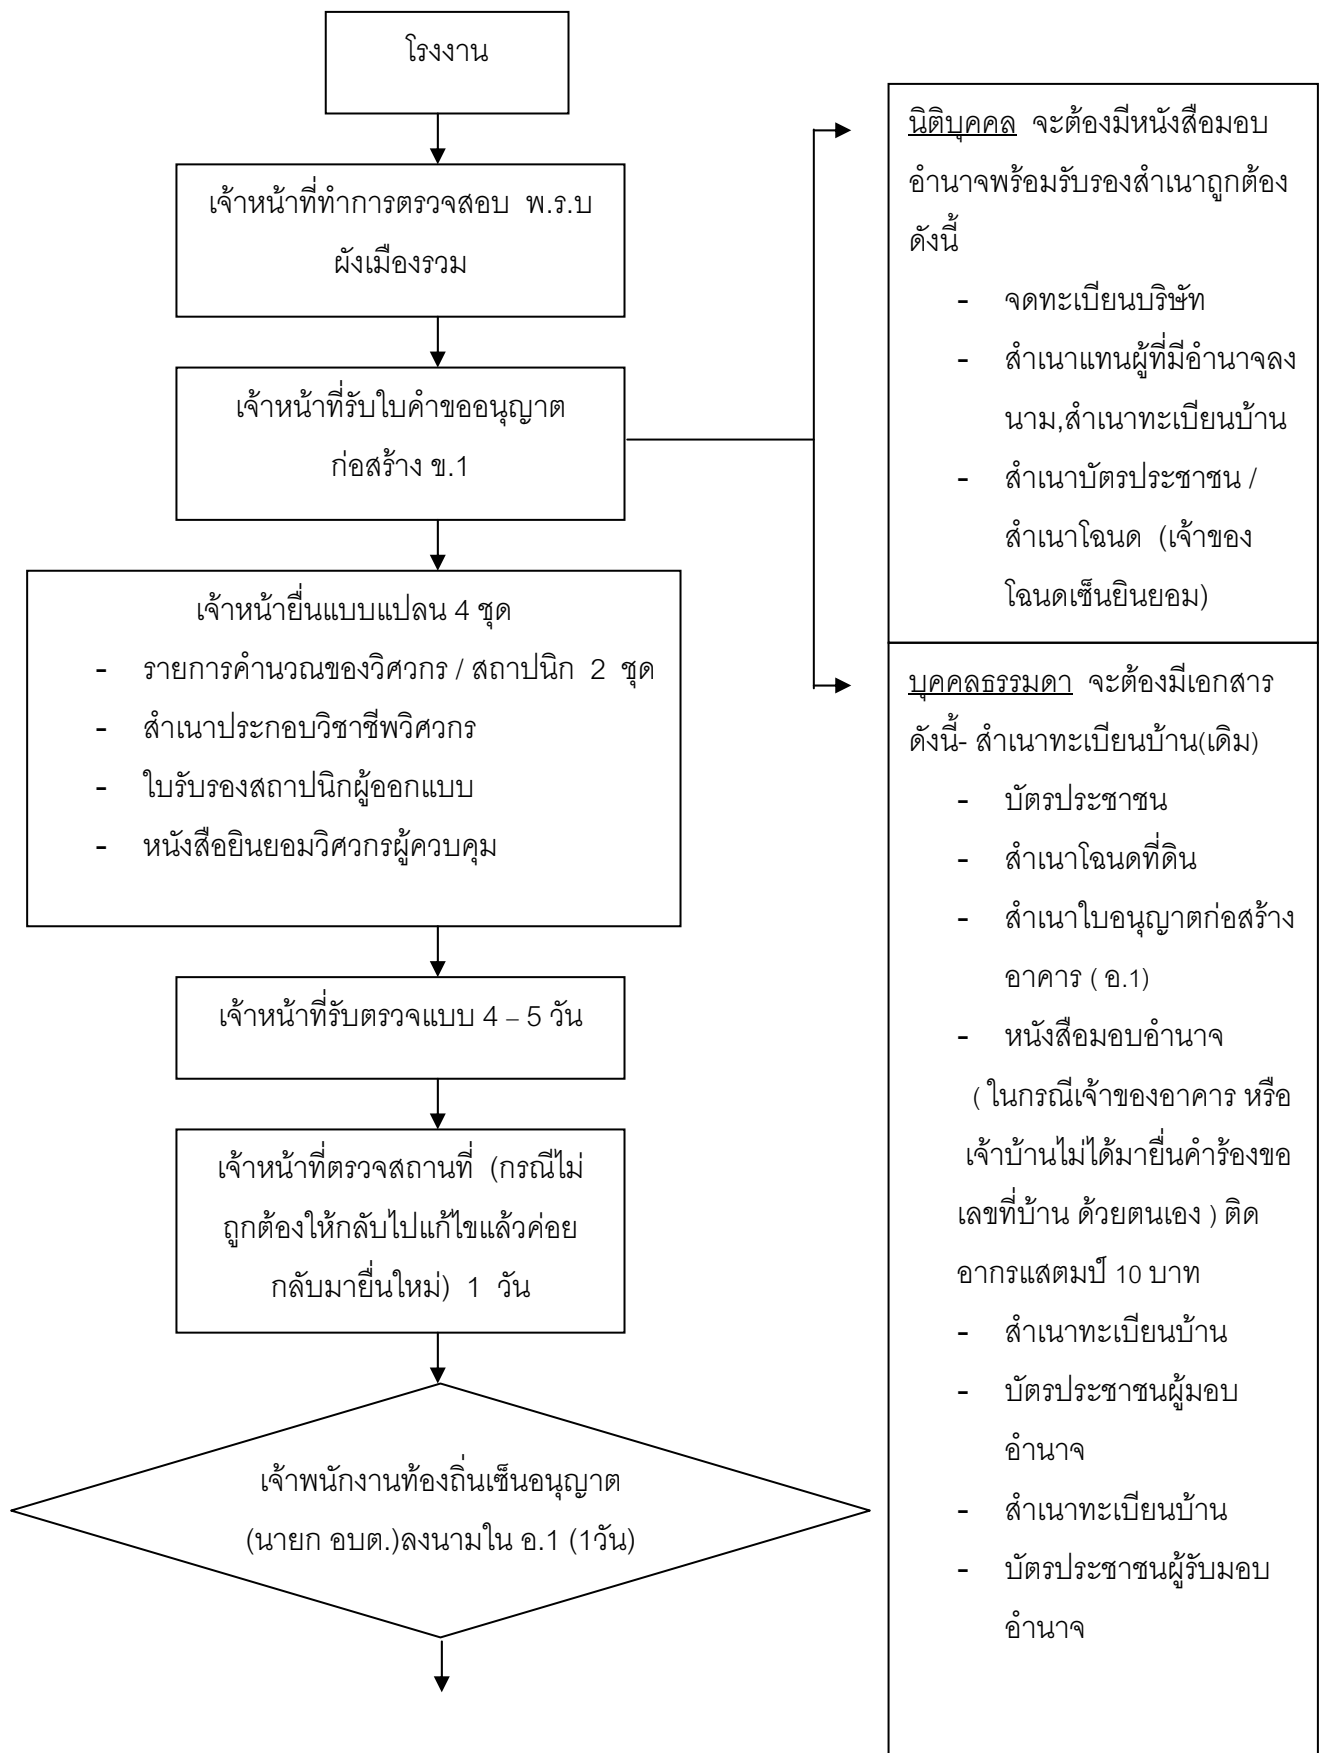 โรงงาน
เจ้าหน้าที่ทำการตรวจสอบ พ.ร.บ
ผังเมืองรวม
เจ้าหน้าที่รับใบคำขออนุญาต
ก่อสร้าง ข.1
เจ้าหน้ายื่นแบบแปลน 4 ชุด
- รายการคำนวณของวิศวกร / สถาปนิก 2 ชุด
- สำเนาประกอบวิชาชีพวิศวกร
- ใบรับรองสถาปนิกผู้ออกแบบ
- หนังสือยินยอมวิศวกรผู้ควบคุม
เจ้าหน้าที่รับตรวจแบบ 4 – 5 วัน
เจ้าหน้าที่ตรวจสถานที่ (กรณีไม่
ถูกต้องให้กลับไปแก้ไขแล้วค่อย
กลับมายื่นใหม่) 1 วัน
เจ้าพนักงานท้องถิ่นเซ็นอนุญาต
(นายก อบต.)ลงนามใน อ.1 (1วัน)
นิติบุคคล จะต้องมีหนังสือมอบ
อำนาจพร้อมรับรองสำเนาถูกต้อง
ดังนี้
- จดทะเบียนบริษัท
- สำเนาแทนผู้ที่มีอำนาจลง
นาม,สำเนาทะเบียนบ้าน
- สำเนาบัตรประชาชน /
สำเนาโฉนด (เจ้าของ
โฉนดเซ็นยินยอม)
บุคคลธรรมดา จะต้องมีเอกสาร
ดังนี้- สำเนาทะเบียนบ้าน(เดิม)
- บัตรประชาชน
- สำเนาโฉนดที่ดิน
- สำเนาใบอนุญาตก่อสร้าง
อาคาร ( อ.1)
- หนังสือมอบอำนาจ
( ในกรณีเจ้าของอาคาร หรือ
เจ้าบ้านไม่ได้มายื่นคำร้องขอ
เลขที่บ้าน ด้วยตนเอง ) ติด
อากรแสตมป์ 10 บาท
- สำเนาทะเบียนบ้าน
- บัตรประชาชนผู้มอบ
อำนาจ
- สำเนาทะเบียนบ้าน
- บัตรประชาชนผู้รับมอบ
อำนาจ